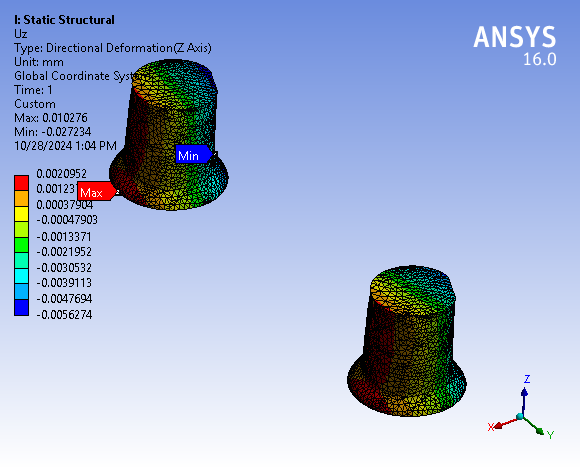 I: Static Structural
Uz
Type: Directional Deformation(Z Axis)
Unit: mm
Global Coordinate Syst
Time: 1
Custom
Max: 0.010276
Min: -0.027234
10/28/2024 1:04 PM
ANSYS
16.0
Min
Max
0.0020952
0.00123
0.00037904
-0.00047903
-0.0013371
-0.0021952
-0.0030532
-0.0039113
-0.0047694
-0.0056274
Z
X
Y